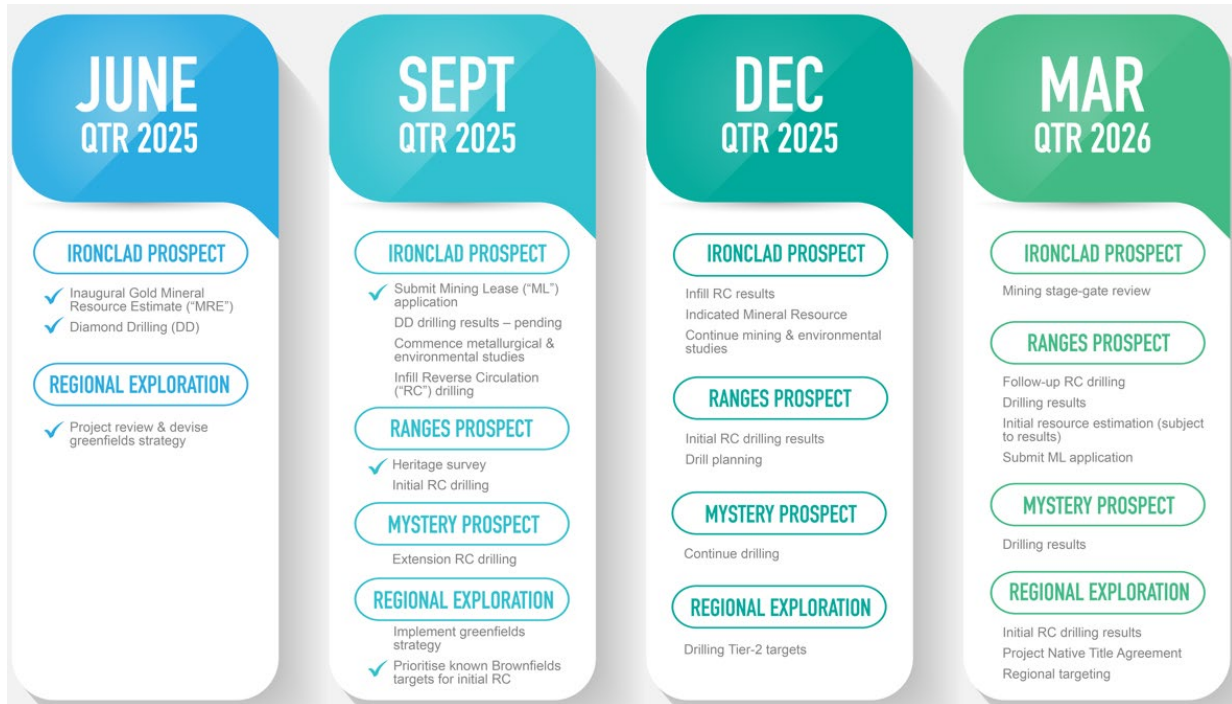 JUNE
QTR 2025
IRONCLAD PROSPECT
Inaugural Gold Mineral
Resource Estimate (“MRE”)
Diamond Drilling (DD)
REGIONAL EXPLORATION
Project review & devise
greenfields strategy
SEPT
QTR 2025
IRONCLAD PROSPECT
Submit Mining Lease (“ML”)
application
DD drilling results – pending
Commence metallurgical &
environmental studies
Infill Reverse Circulation
(“RC”) drilling
RANGES PROSPECT
Heritage survey
Initial RC drilling
MYSTERY PROSPECT
Extension RC drilling
REGIONAL EXPLORATION
Implement greenfields
strategy
Prioritise known Brownfields
targets for initial RC
DEC
QTR 2025
IRONCLAD PROSPECT
Infill RC results
Indicated Mineral Resource
Continue mining & environmental
studies
RANGES PROSPECT
Initial RC drilling results
Drill planning
MYSTERY PROSPECT
Continue drilling
REGIONAL EXPLORATION
Drilling Tier-2 targets
MAR
QTR 2026
IRONCLAD PROSPECT
Mining stage-gate review
RANGES PROSPECT
Follow-up RC drilling
Drilling results
Initial resource estimation (subject
to results)
Submit ML application
MYSTERY PROSPECT
Drilling results
REGIONAL EXPLORATION
Initial RC drilling results
Project Native Title Agreement
Regional targeting